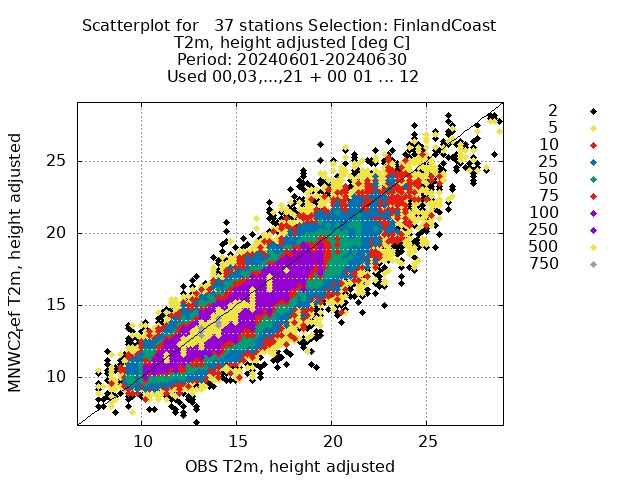 Scatterplot for   37 stations Selection: FinlandCoast
T2m, height adjusted [deg C]
Period: 20240601-20240630
Used 00,03,...,21 + 00 01 ... 12
MNWC2,ef T2m, height adjusted
25
20
15
10
10 15 20 25
OBS T2m, height adjusted
2
5
10
25
50
75
100
250
500
750